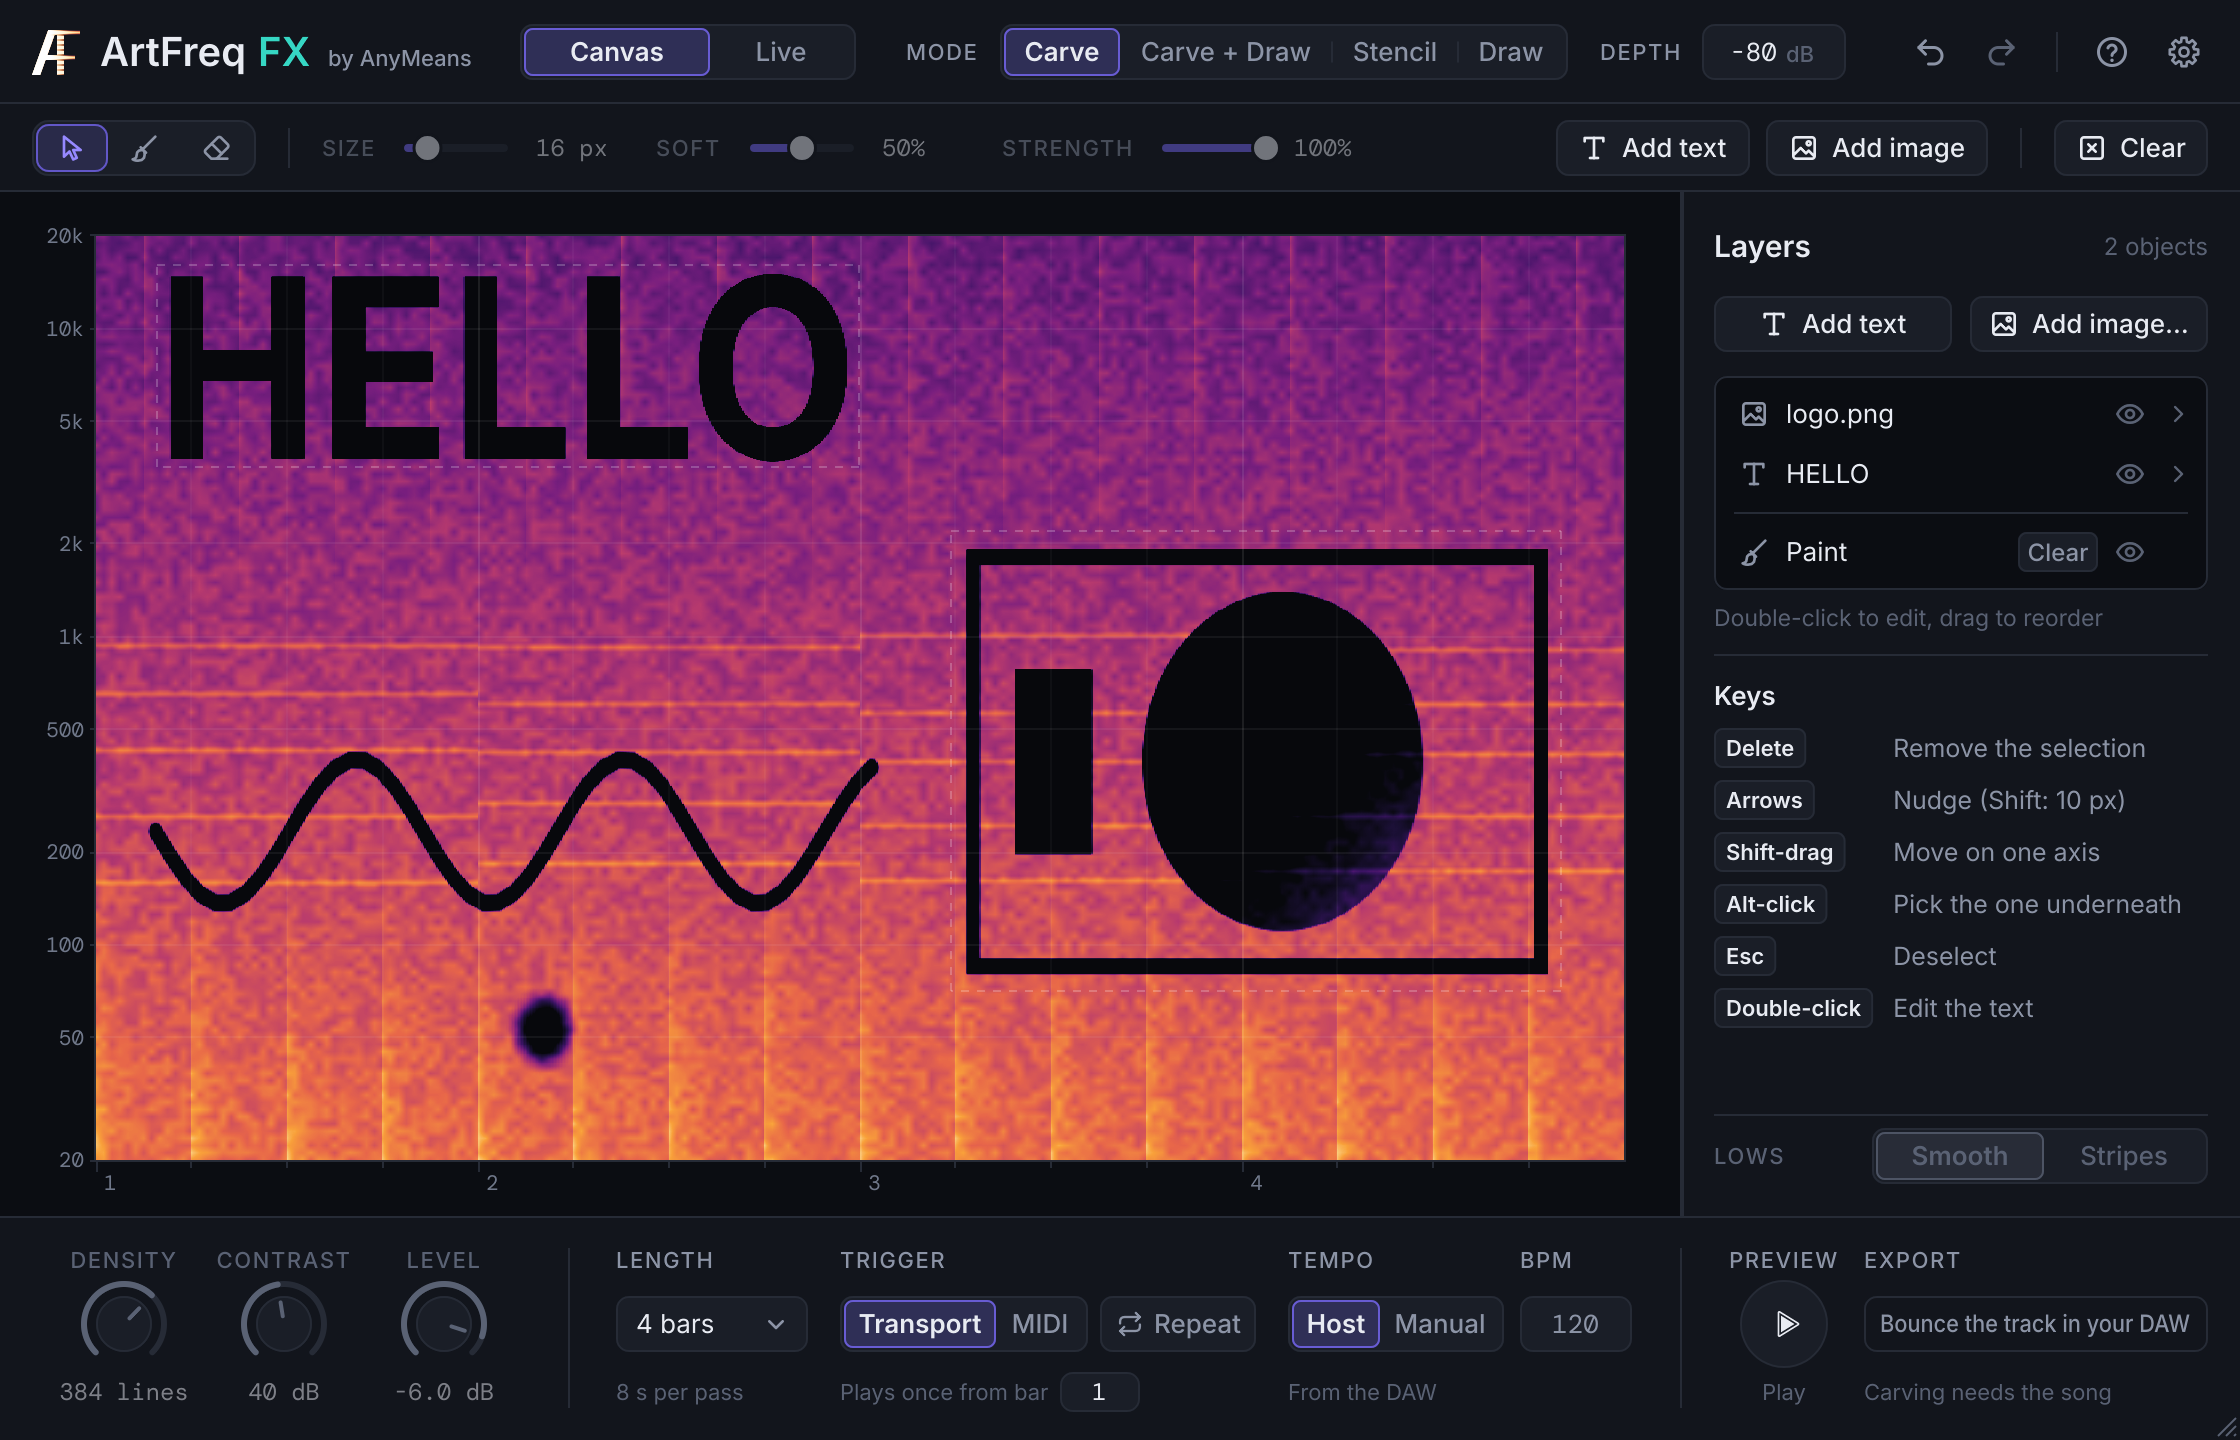 ArtFreq FX by AnyMeans
Canvas Live
MODE Carve Carve + Draw Stencil Draw
DEPTH -80 dB
SIZE 16 px SOFT 50% STRENGTH 100%
Add text Add image Clear
20k
10k
5k
2k
1k
500
200
100
50
20
1 2 3 4
HELLO
Layers 2 objects
Add text Add image...
logo.png
HELLO
Paint Clear
Double-click to edit, drag to reorder
Keys
Delete Remove the selection
Arrows Nudge (Shift: 10 px)
Shift-drag Move on one axis
Alt-click Pick the one underneath
Esc Deselect
Double-click Edit the text
LOWS Smooth Stripes
DENSITY CONTRAST LEVEL
384 lines 40 dB -6.0 dB
LENGTH
4 bars
8 s per pass
TRIGGER
Transport MIDI Repeat
Plays once from bar 1
TEMPO BPM
Host Manual 120
From the DAW
PREVIEW
Play
EXPORT
Bounce the track in your DAW
Carving needs the song